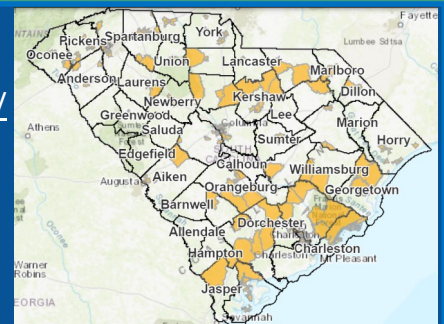 Fayette
NTAINS
Pickens
Spartanburg
York
Lumbee Sdtsa
Oconee
Union
Lancaster
Marlboro
Anderson
Laurens
Kershaw
Dillon
Newberry
Greenwood
Lee
Marion
Athens
Saluda
Sumter
Horry
Edgefield
Calhoun
Williamsburg
Augusta
Aiken
Orangeburg
Georgetown
Barnwell
Dorchester
Allendale
Charleston
Hampton
Mt Pleasant
Warner
Robins
Jasper
EORGIA
Oconee
y